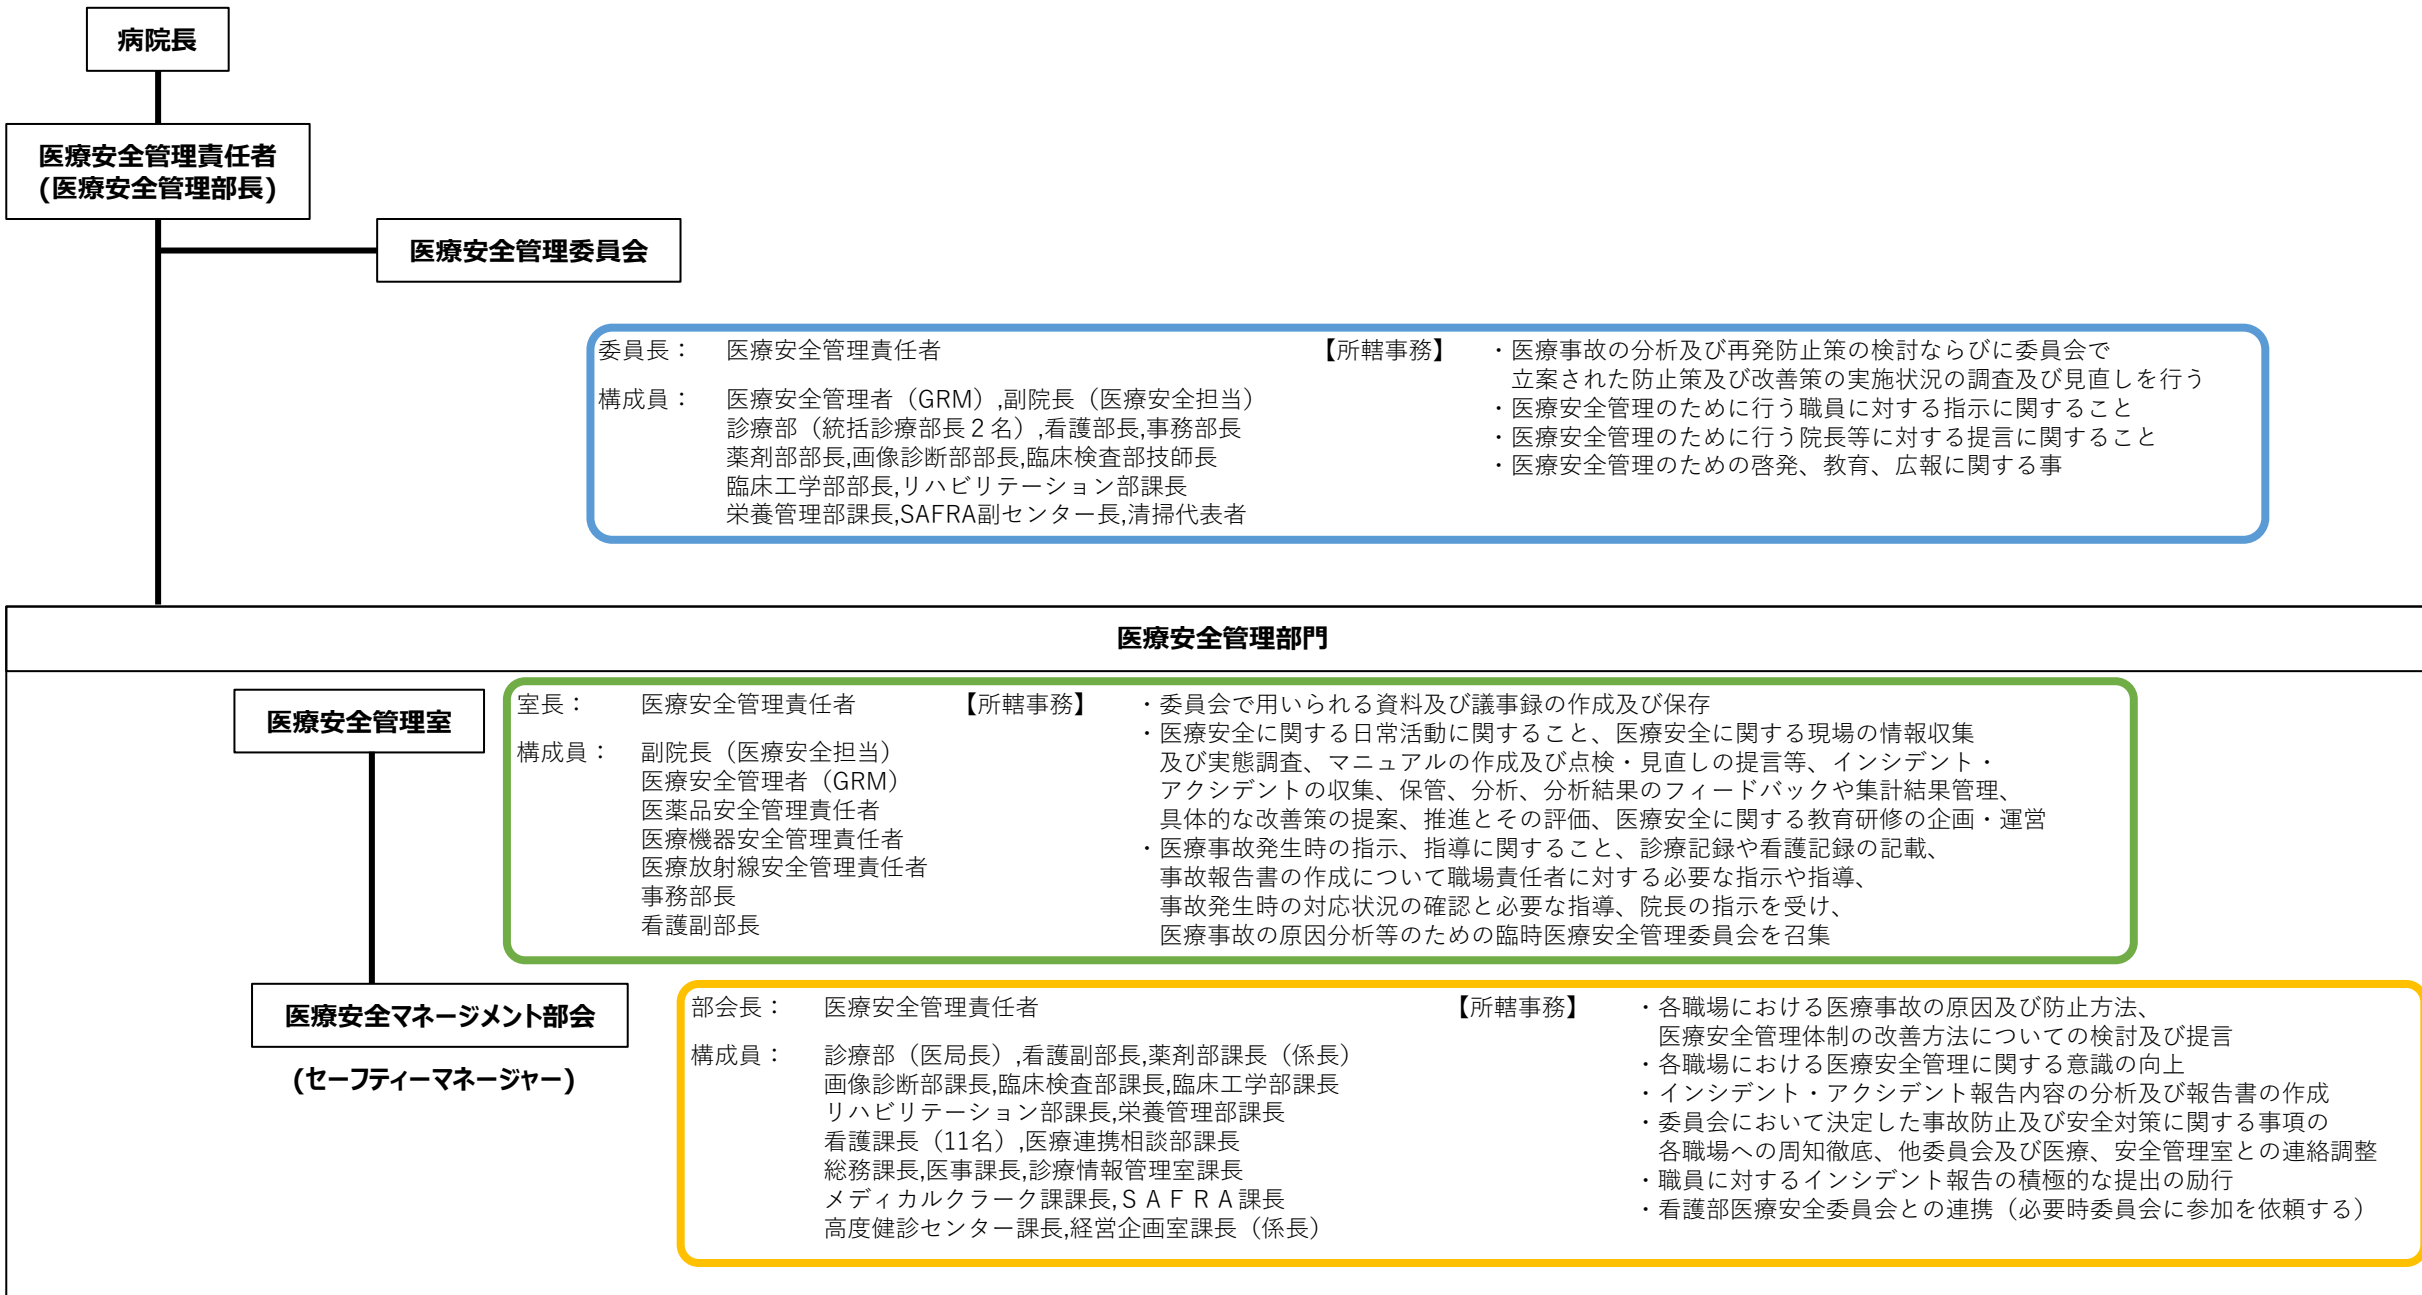 病院長
医療安全管理責任者
(医療安全管理部長)
医療安全管理委員会
委員長： 医療安全管理責任者
構成員： 医療安全管理者（GRM）,副院長（医療安全担当）
診療部（統括診療部長２名）,看護部長,事務部長
薬剤部部長,画像診断部部長,臨床検査部技師長
臨床工学部部長,リハビリテーション部課長
栄養管理部課長,SAFRA副センター長,清掃代表者
【所轄事務】 ・医療事故の分析及び再発防止策の検討ならびに委員会で
立案された防止策及び改善策の実施状況の調査及び見直しを行う
・医療安全管理のために行う職員に対する指示に関すること
・医療安全管理のために行う院長等に対する提言に関すること
・医療安全管理のための啓発、教育、広報に関する事
医療安全管理部門
医療安全管理室
室長： 医療安全管理責任者
構成員： 副院長（医療安全担当）
医療安全管理者（GRM）
医薬品安全管理責任者
医療機器安全管理責任者
医療放射線安全管理責任者
事務部長
看護副部長
【所轄事務】 ・委員会で用いられる資料及び議事録の作成及び保存
・医療安全に関する日常活動に関すること、医療安全に関する現場の情報収集
及び実態調査、マニュアルの作成及び点検・見直しの提言等、インシデント・
アクシデントの収集、保管、分析、分析結果のフィードバックや集計結果管理、
具体的な改善策の提案、推進とその評価、医療安全に関する教育研修の企画・運営
・医療事故発生時の指示、指導に関すること、診療記録や看護記録の記載、
事故報告書の作成について職場責任者に対する必要な指示や指導、
事故発生時の対応状況の確認と必要な指導、院長の指示を受け、
医療事故の原因分析等のための臨時医療安全管理委員会を召集
医療安全マネージメント部会
(セーフティーマネージャー)
部会長： 医療安全管理責任者
構成員： 診療部（医局長）,看護副部長,薬剤部課長（係長）
画像診断部課長,臨床検査部課長,臨床工学部課長
リハビリテーション部課長,栄養管理部課長
看護課長（11名）,医療連携相談部課長
総務課長,医事課長,診療情報管理室課長
メディカルクラーク課課長,ＳＡＦＲＡ課長
高度健診センター課長,経営企画室課長（係長）
【所轄事務】 ・各職場における医療事故の原因及び防止方法、
医療安全管理体制の改善方法についての検討及び提言
・各職場における医療安全管理に関する意識の向上
・インシデント・アクシデント報告内容の分析及び報告書の作成
・委員会において決定した事故防止及び安全対策に関する事項の
各職場への周知徹底、他委員会及び医療、安全管理室との連絡調整
・職員に対するインシデント報告の積極的な提出の励行
・看護部医療安全委員会との連携（必要時委員会に参加を依頼する）